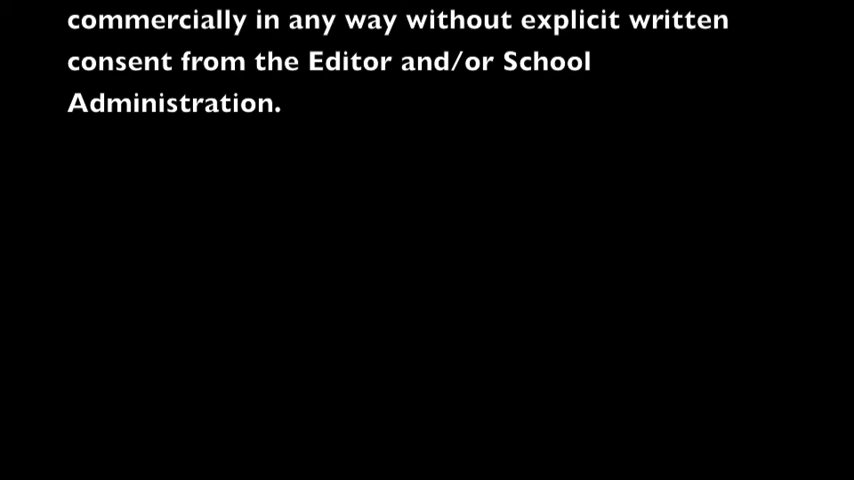 commercially in any way without explicit written
consent from the Editor and/or School
Administration.